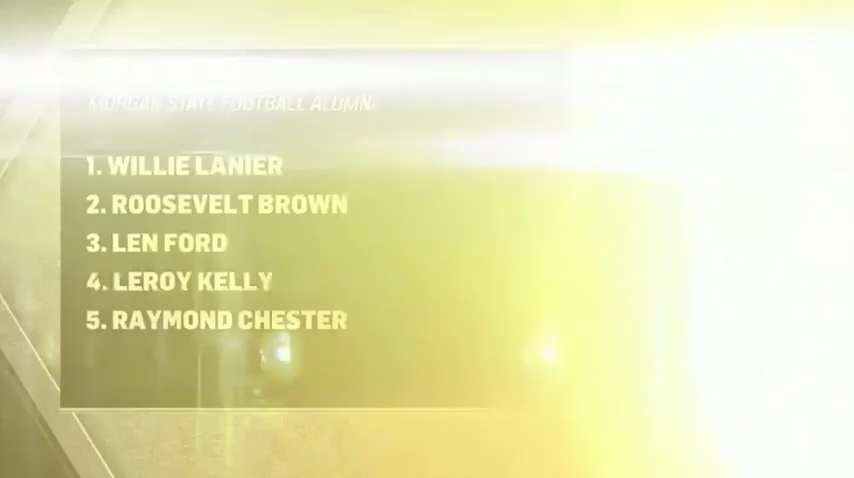 MORGAN STATE FOOTBALL ALUMNI
1. WILLIE LANIER
2. ROOSEVELT BROWN
3. LEN FORD
4. LEROY KELLY
5. RAYMOND CHESTER